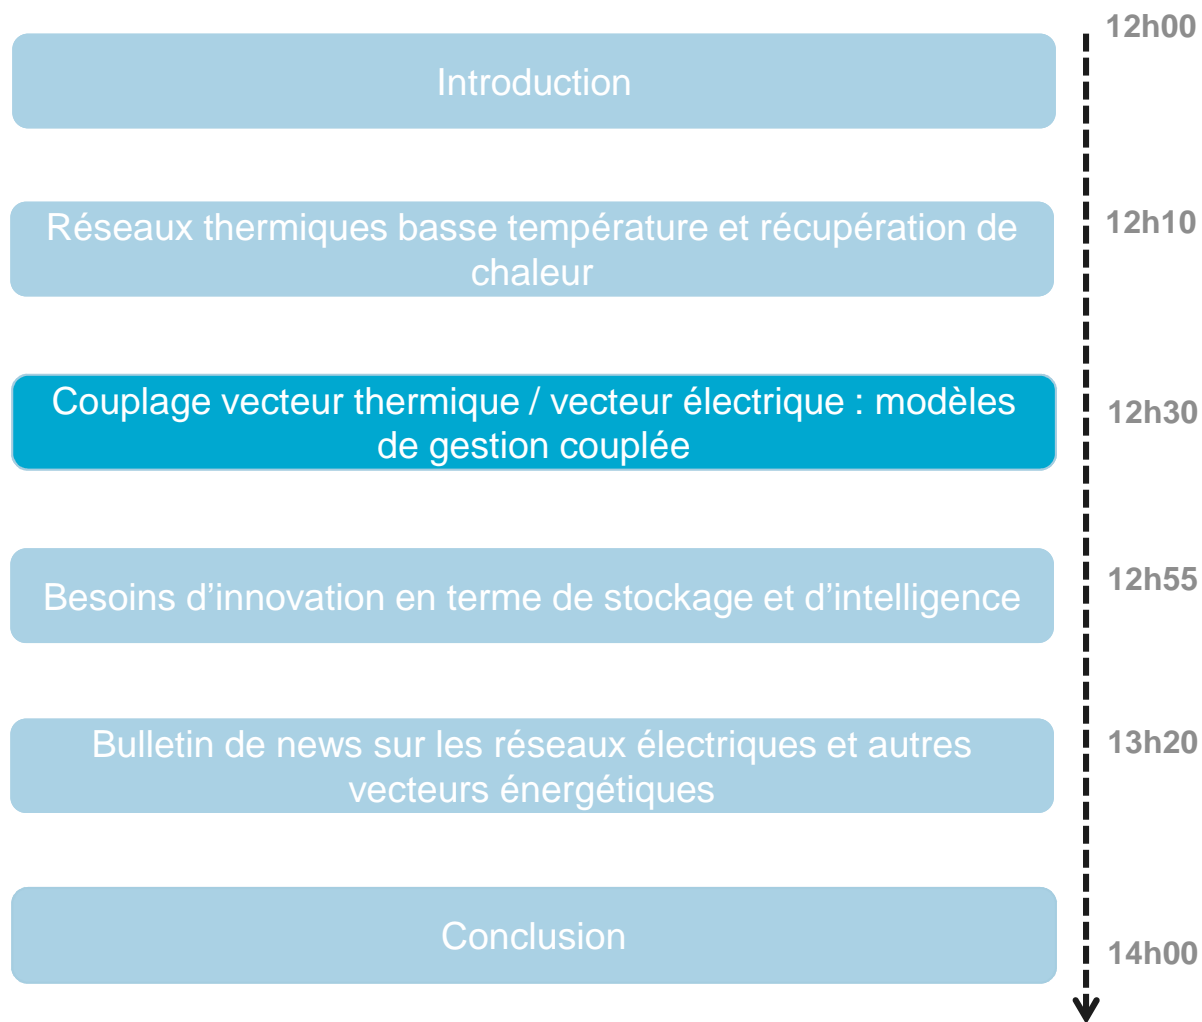 12h00
Introduction
Réseaux thermiques basse température et récupération de
chaleur
12h10
Couplage vecteur thermique / vecteur électrique : modèles
de gestion couplée
12h30
Besoins d’innovation en terme de stockage et d’intelligence
12h55
Bulletin de news sur les réseaux électriques et autres
vecteurs énergétiques
13h20
Conclusion
14h00